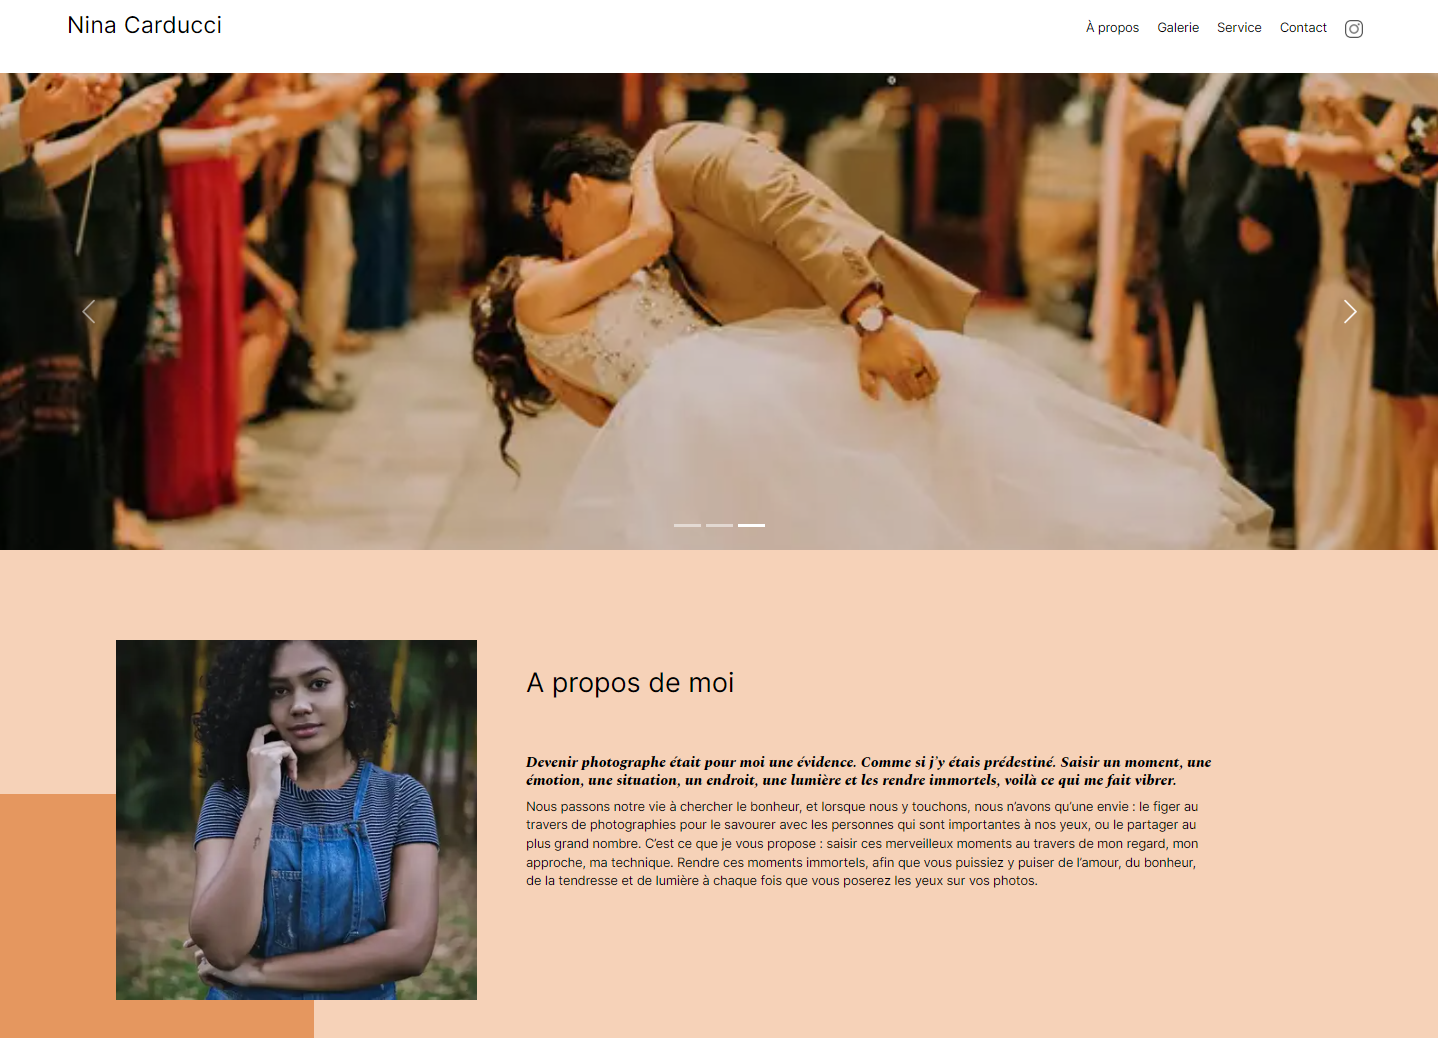 Nina Carducci
À propos Galerie Service Contact
A propos de moi
Devenir photographe était pour moi une évidence. Comme si j'y étais prédestiné. Saisir un moment, une
émotion, une situation, un endroit, une lumière et les rendre immortels, voilà ce qui me fait vibrer.
Nous passons notre vie à chercher le bonheur, et lorsque nous y touchons, nous n’avons qu’une envie : le figer au
travers de photographies pour le savourer avec les personnes qui sont importantes à nos yeux, ou le partager au
plus grand nombre. C’est ce que je vous propose : saisir ces merveilleux moments au travers de mon regard, mon
approche, ma technique. Rendre ces moments immortels, afin que vous puissiez y puiser de l’amour, du bonheur,
de la tendresse et de lumière à chaque fois que vous poserez les yeux sur vos photos.